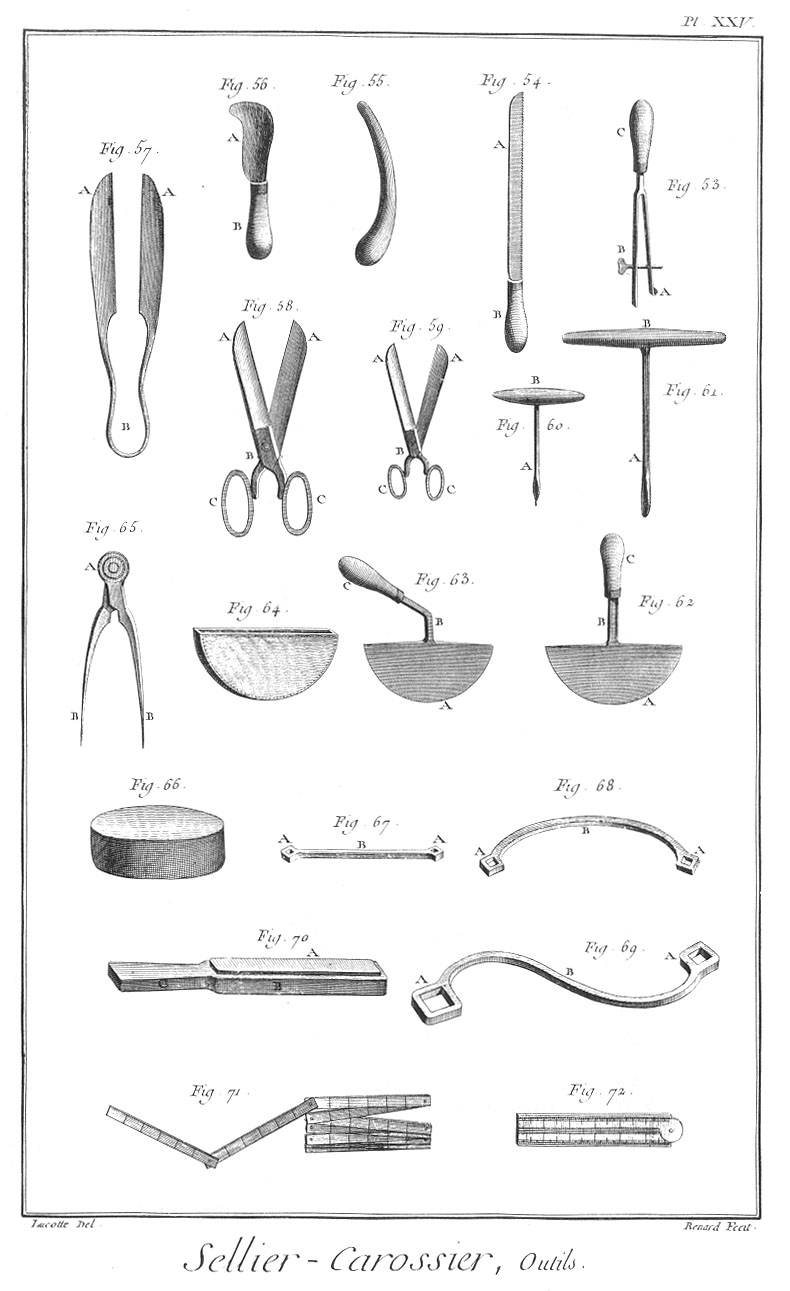 Pl. XXV.
Fig. 56
A
B
Fig. 55.
Fig. 54.
A
B
C
Fig. 53.
B
A
Fig. 57.
A A
B
Fig. 58.
A A
B
C C
Fig. 59.
A A
B
C C
B
Fig. 60.
A
B
Fig. 61.
A
Fig. 65.
A
B B
Fig. 64.
Fig. 63.
C
B
A
Fig. 62
C
B
A
Fig. 66.
Fig. 67
A B A
Fig. 68
A B A
Fig. 70
A
C B
Fig. 69.
A B A
Fig. 71.
Fig. 72.
Lucotte Del.
Benard Fecit.
Sellier - Carossier, Outils.